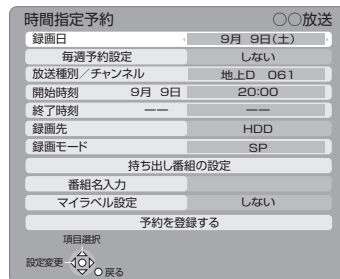 時間指定予約 〇〇放送
録画日 9月 9日(土)
毎週予約設定 しない
放送種別／チャンネル 地上D 061
開始時刻 9月 9日 20:00
終了時刻 −− −−
録画先 HDD
録画モード SP
持ち出し番組の設定
番組名入力
マイラベル設定 しない
予約を登録する
項目選択
設定変更
戻る